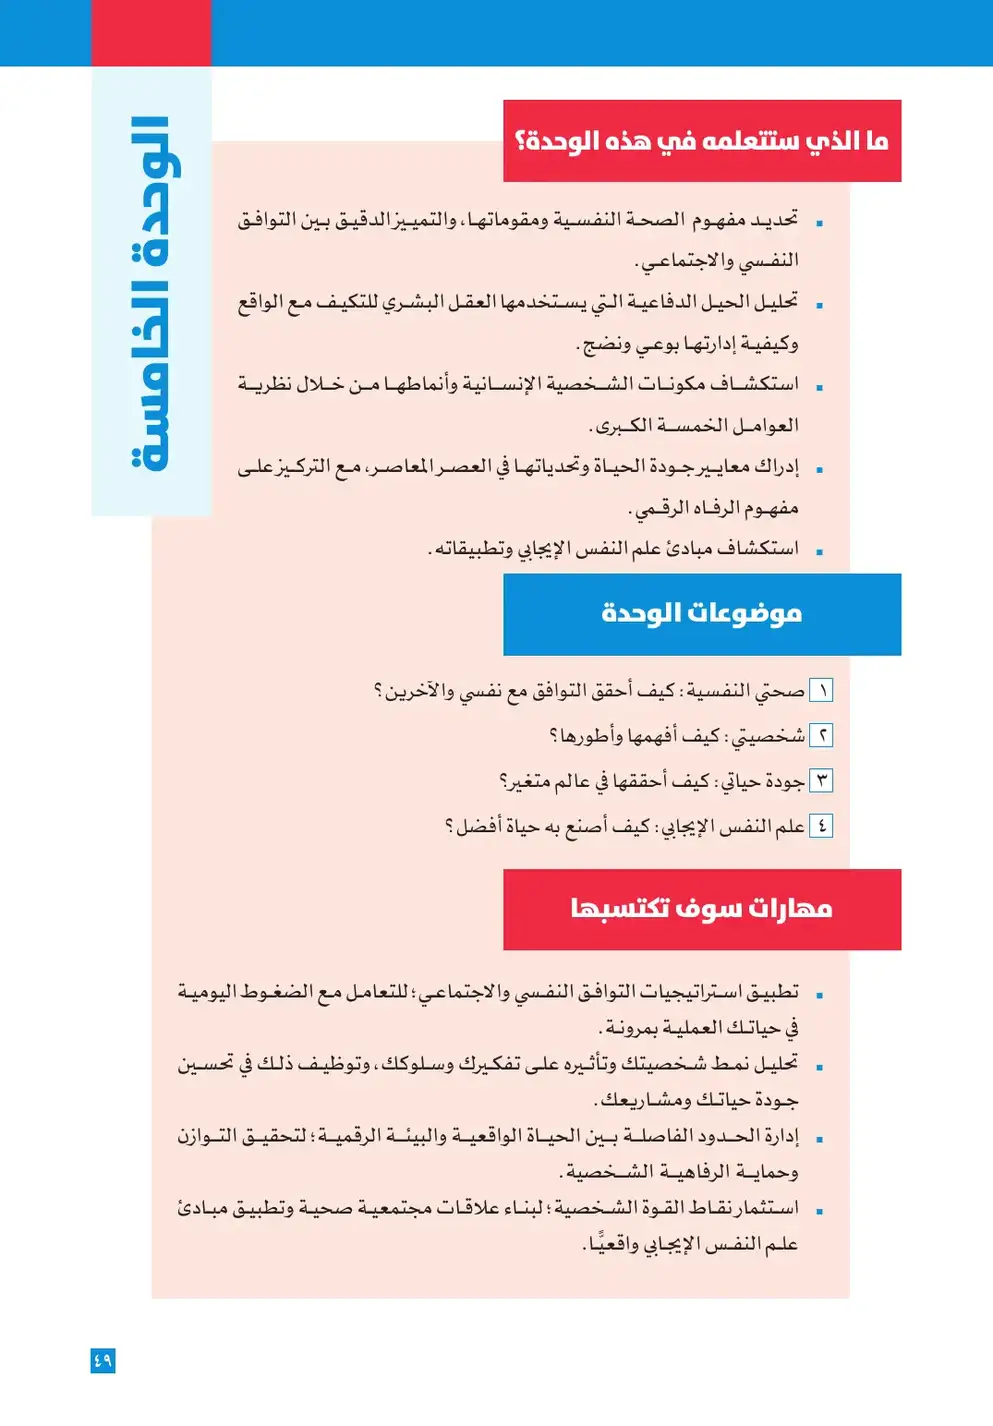 الوحدة الخامسة
ما الذي ستتعلمه في هذه الوحدة؟
▪ تحديد مفهوم الصحة النفسية ومقوماتها، والتمييز الدقيق بين التوافق
النفسي والاجتماعي.
▪ تحليل الحيل الدفاعية التي يستخدمها العقل البشري للتكيف مع الواقع
وكيفية إدارتها بوعي ونضج.
▪ استكشاف مكونات الشخصية الإنسانية وأنماطها من خلال نظرية
العوامل الخمسة الكبرى.
▪ إدراك معايير جودة الحياة وتحدياتها في العصر المعاصر، مع التركيز على
مفهوم الرفاه الرقمي.
▪ استكشاف مبادئ علم النفس الإيجابي وتطبيقاته.
موضوعات الوحدة
١ صحتي النفسية: كيف أحقق التوافق مع نفسي والآخرين؟
٢ شخصيتي: كيف أفهمها وأطورها؟
٣ جودة حياتي: كيف أحققها في عالم متغير؟
٤ علم النفس الإيجابي: كيف أصنع به حياة أفضل؟
مهارات سوف تكتسبها
▪ تطبيق استراتيجيات التوافق النفسي والاجتماعي؛ للتعامل مع الضغوط اليومية
في حياتك العملية بمرونة.
▪ تحليل نمط شخصيتك وتأثيره على تفكيرك وسلوكك، وتوظيف ذلك في تحسين
جودة حياتك ومشاريعك.
▪ إدارة الحدود الفاصلة بين الحياة الواقعية والبيئة الرقمية؛ لتحقيق التوازن
وحماية الرفاهية الشخصية.
▪ استثمار نقاط القوة الشخصية؛ لبناء علاقات مجتمعية صحية وتطبيق مبادئ
علم النفس الإيجابي واقعيًّا.
٤٩